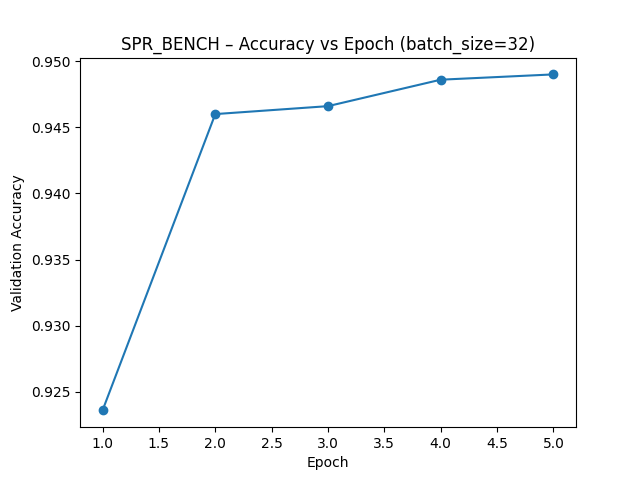 SPR_BENCH – Accuracy vs Epoch (batch_size=32)
0.950
0.945
0.940
0.935
0.930
0.925
Validation Accuracy
1.0 1.5 2.0 2.5 3.0 3.5 4.0 4.5 5.0
Epoch